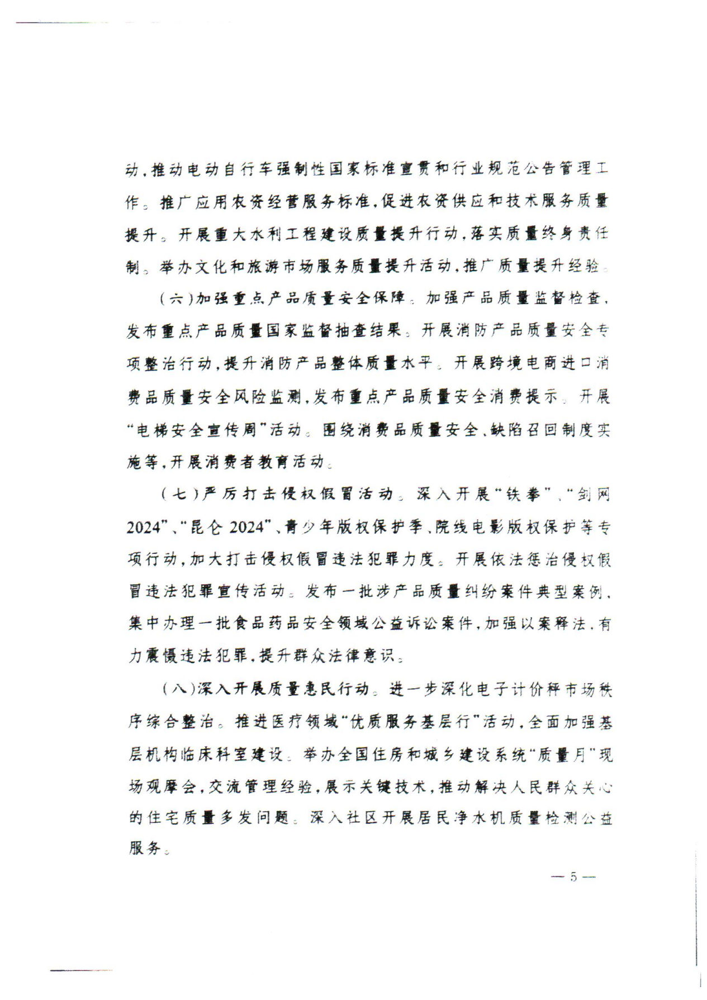 动,推动电动自行车强制性国家标准宣贯和行业规范公告管理工
作。推广应用农资经营服务标准,促进农资供应和技术服务质量
提升。开展重大水利工程建设质量提升行动,落实质量终身责任
制。举办文化和旅游市场服务质量提升活动,推广质量提升经验。
(六)加强重点产品质量安全保障。加强产品质量监督检查,
发布重点产品质量国家监督抽查结果。开展消防产品质量安全专
项整治行动,提升消防产品整体质量水平。开展跨境电商进口消
费品质量安全风险监测,发布重点产品质量安全消费提示。开展
“电梯安全宣传周”活动。围绕消费品质量安全、缺陷召回制度实
施等,开展消费者教育活动。
(七)严厉打击侵权假冒活动。深入开展“铁拳”、“剑网
2024”、“昆仑 2024”、青少年版权保护季、院线电影版权保护等专
项行动,加大打击侵权假冒违法犯罪力度。开展依法惩治侵权假
冒违法犯罪宣传活动。发布一批涉产品质量纠纷案件典型案例,
集中办理一批食品药品安全领域公益诉讼案件,加强以案释法,有
力震慑违法犯罪,提升群众法律意识。
(八)深入开展质量惠民行动。进一步深化电子计价秤市场秩
序综合整治。推进医疗领域“优质服务基层行”活动,全面加强基
层机构临床科室建设。举办全国住房和城乡建设系统“质量月”现
场观摩会,交流管理经验,展示关键技术,推动解决人民群众关心
的住宅质量多发问题。深入社区开展居民净水机质量检测公益
服务。
— 5 —